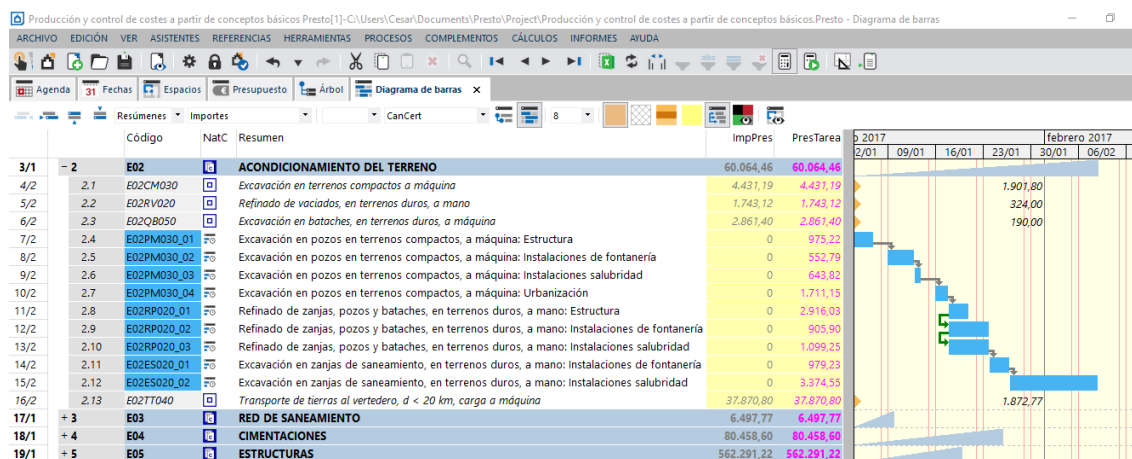 Producción y control de costes a partir de conceptos básicos Presto[1]-C:\Users\Cesar\Documents\Presto\Project\Producción y control de costes a partir de conceptos básicos.Presto - Diagrama de barras
ARCHIVO EDICIÓN VER ASISTENTES REFERENCIAS HERRAMIENTAS PROCESOS COMPLEMENTOS CÁLCULOS INFORMES AYUDA
Agenda 31 Fechas Espacios Presupuesto Árbol Diagrama de barras x
Resúmenes Importes CanCert 8
Código NatC Resumen ImpPres PresTarea 2017 febrero 2017
2/01 09/01 16/01 23/01 30/01 06/02
3/1 − 2 E02 ACONDICIONAMIENTO DEL TERRENO 60.064,46 60.064,46
4/2 2.1 E02CM030 Excavación en terrenos compactos a máquina 4.431,19 4.431,19 1.901,80
5/2 2.2 E02RV020 Refinado de vaciados, en terrenos duros, a mano 1.743,12 1.743,12 324,00
6/2 2.3 E02QB050 Excavación en bataches, en terrenos duros, a máquina 2.861,40 2.861,40 190,00
7/2 2.4 E02PM030_01 Excavación en pozos en terrenos compactos, a máquina: Estructura 0 975,22
8/2 2.5 E02PM030_02 Excavación en pozos en terrenos compactos, a máquina: Instalaciones de fontanería 0 552,79
9/2 2.6 E02PM030_03 Excavación en pozos en terrenos compactos, a máquina: Instalaciones salubridad 0 643,82
10/2 2.7 E02PM030_04 Excavación en pozos en terrenos compactos, a máquina: Urbanización 0 1.711,15
11/2 2.8 E02RP020_01 Refinado de zanjas, pozos y bataches, en terrenos duros, a mano: Estructura 0 2.916,03
12/2 2.9 E02RP020_02 Refinado de zanjas, pozos y bataches, en terrenos duros, a mano: Instalaciones de fontanería 0 905,90
13/2 2.10 E02RP020_03 Refinado de zanjas, pozos y bataches, en terrenos duros, a mano: Instalaciones salubridad 0 1.099,25
14/2 2.11 E02ES020_01 Excavación en zanjas de saneamiento, en terrenos duros, a mano: Instalaciones de fontanería 0 979,23
15/2 2.12 E02ES020_02 Excavación en zanjas de saneamiento, en terrenos duros, a mano: Instalaciones salubridad 0 3.374,55
16/2 2.13 E02TT040 Transporte de tierras al vertedero, d < 20 km, carga a máquina 37.870,80 37.870,80 1.872,77
17/1 + 3 E03 RED DE SANEAMIENTO 6.497,77 6.497,77
18/1 + 4 E04 CIMENTACIONES 80.458,60 80.458,60
19/1 + 5 E05 ESTRUCTURAS 562.291,22 562.291,22